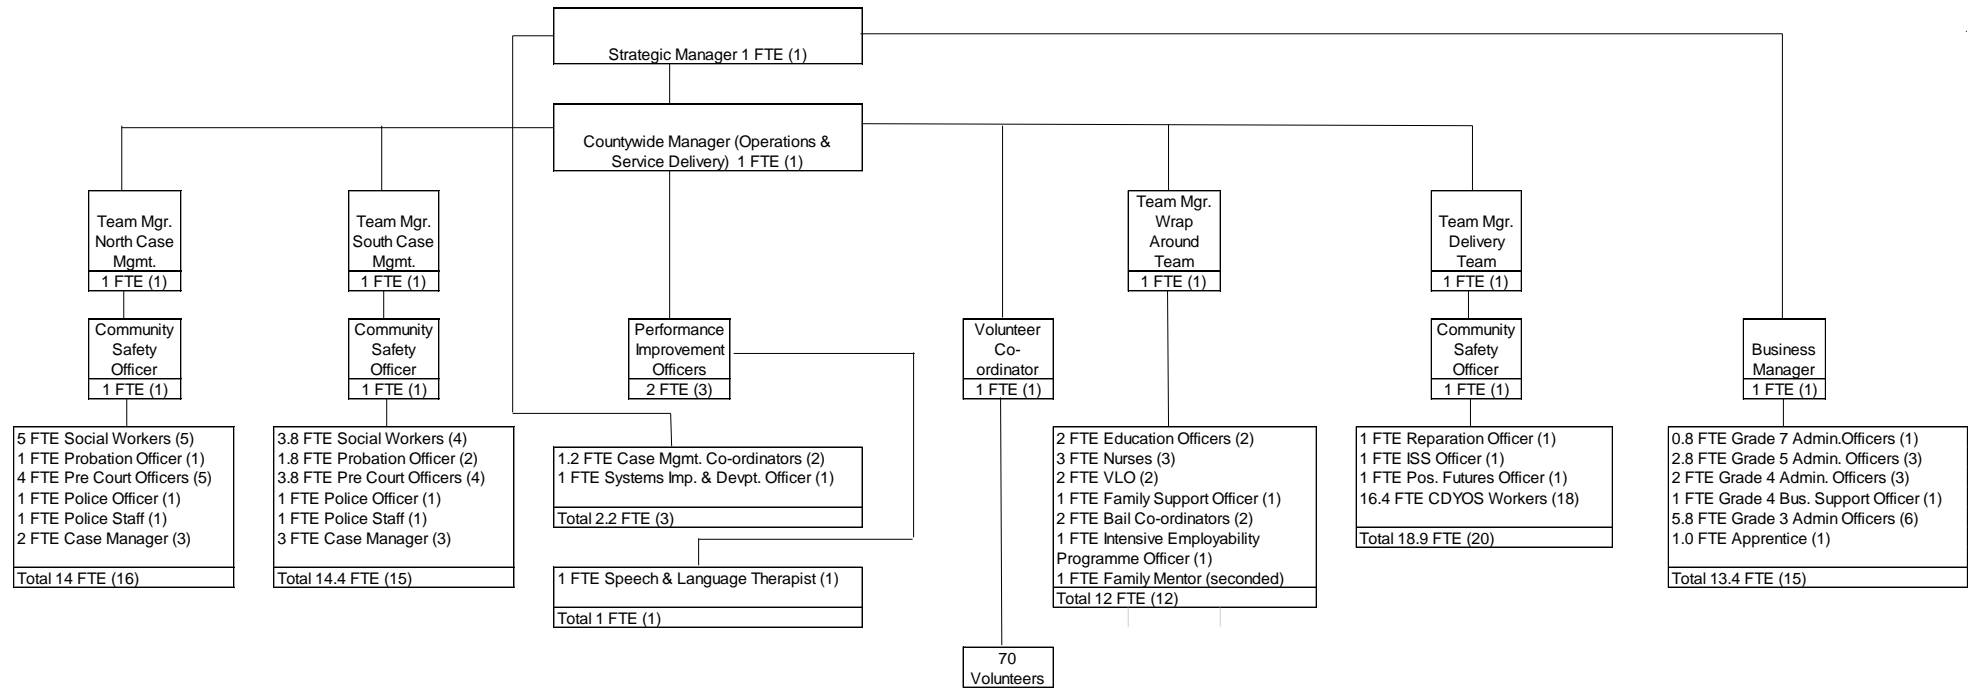 Strategic Manager 1 FTE (1)
Countywide Manager (Operations &
Service Delivery)  1 FTE (1)
Team Mgr.
North Case
Mgmt.
1 FTE (1)
Team Mgr.
South Case
Mgmt.
1 FTE (1)
Team Mgr.
Wrap
Around
Team
1 FTE (1)
Team Mgr.
Delivery
Team
1 FTE (1)
Community
Safety
Officer
1 FTE (1)
Community
Safety
Officer
1 FTE (1)
Performance
Improvement
Officers
2 FTE (3)
Volunteer
Co-
ordinator
1 FTE (1)
Community
Safety
Officer
1 FTE (1)
Business
Manager
1 FTE (1)
5 FTE Social Workers (5)
1 FTE Probation Officer (1)
4 FTE Pre Court Officers (5)
1 FTE Police Officer (1)
1 FTE Police Staff (1)
2 FTE Case Manager (3)
Total 14 FTE (16)
3.8 FTE Social Workers (4)
1.8 FTE Probation Officer (2)
3.8 FTE Pre Court Officers (4)
1 FTE Police Officer (1)
1 FTE Police Staff (1)
3 FTE Case Manager (3)
Total 14.4 FTE (15)
1.2 FTE Case Mgmt. Co-ordinators (2)
1 FTE Systems Imp. & Devpt. Officer (1)
Total 2.2 FTE (3)
1 FTE Speech & Language Therapist (1)
Total 1 FTE (1)
2 FTE Education Officers (2)
3 FTE Nurses (3)
2 FTE VLO (2)
1 FTE Family Support Officer (1)
2 FTE Bail Co-ordinators (2)
1 FTE Intensive Employability
Programme Officer (1)
1 FTE Family Mentor (seconded)
Total 12 FTE (12)
1 FTE Reparation Officer (1)
1 FTE ISS Officer (1)
1 FTE Pos. Futures Officer (1)
16.4 FTE CDYOS Workers (18)
Total 18.9 FTE (20)
0.8 FTE Grade 7 Admin.Officers (1)
2.8 FTE Grade 5 Admin. Officers (3)
2 FTE Grade 4 Admin. Officers (3)
1 FTE Grade 4 Bus. Support Officer (1)
5.8 FTE Grade 3 Admin Officers (6)
1.0 FTE Apprentice (1)
Total 13.4 FTE (15)
70
Volunteers